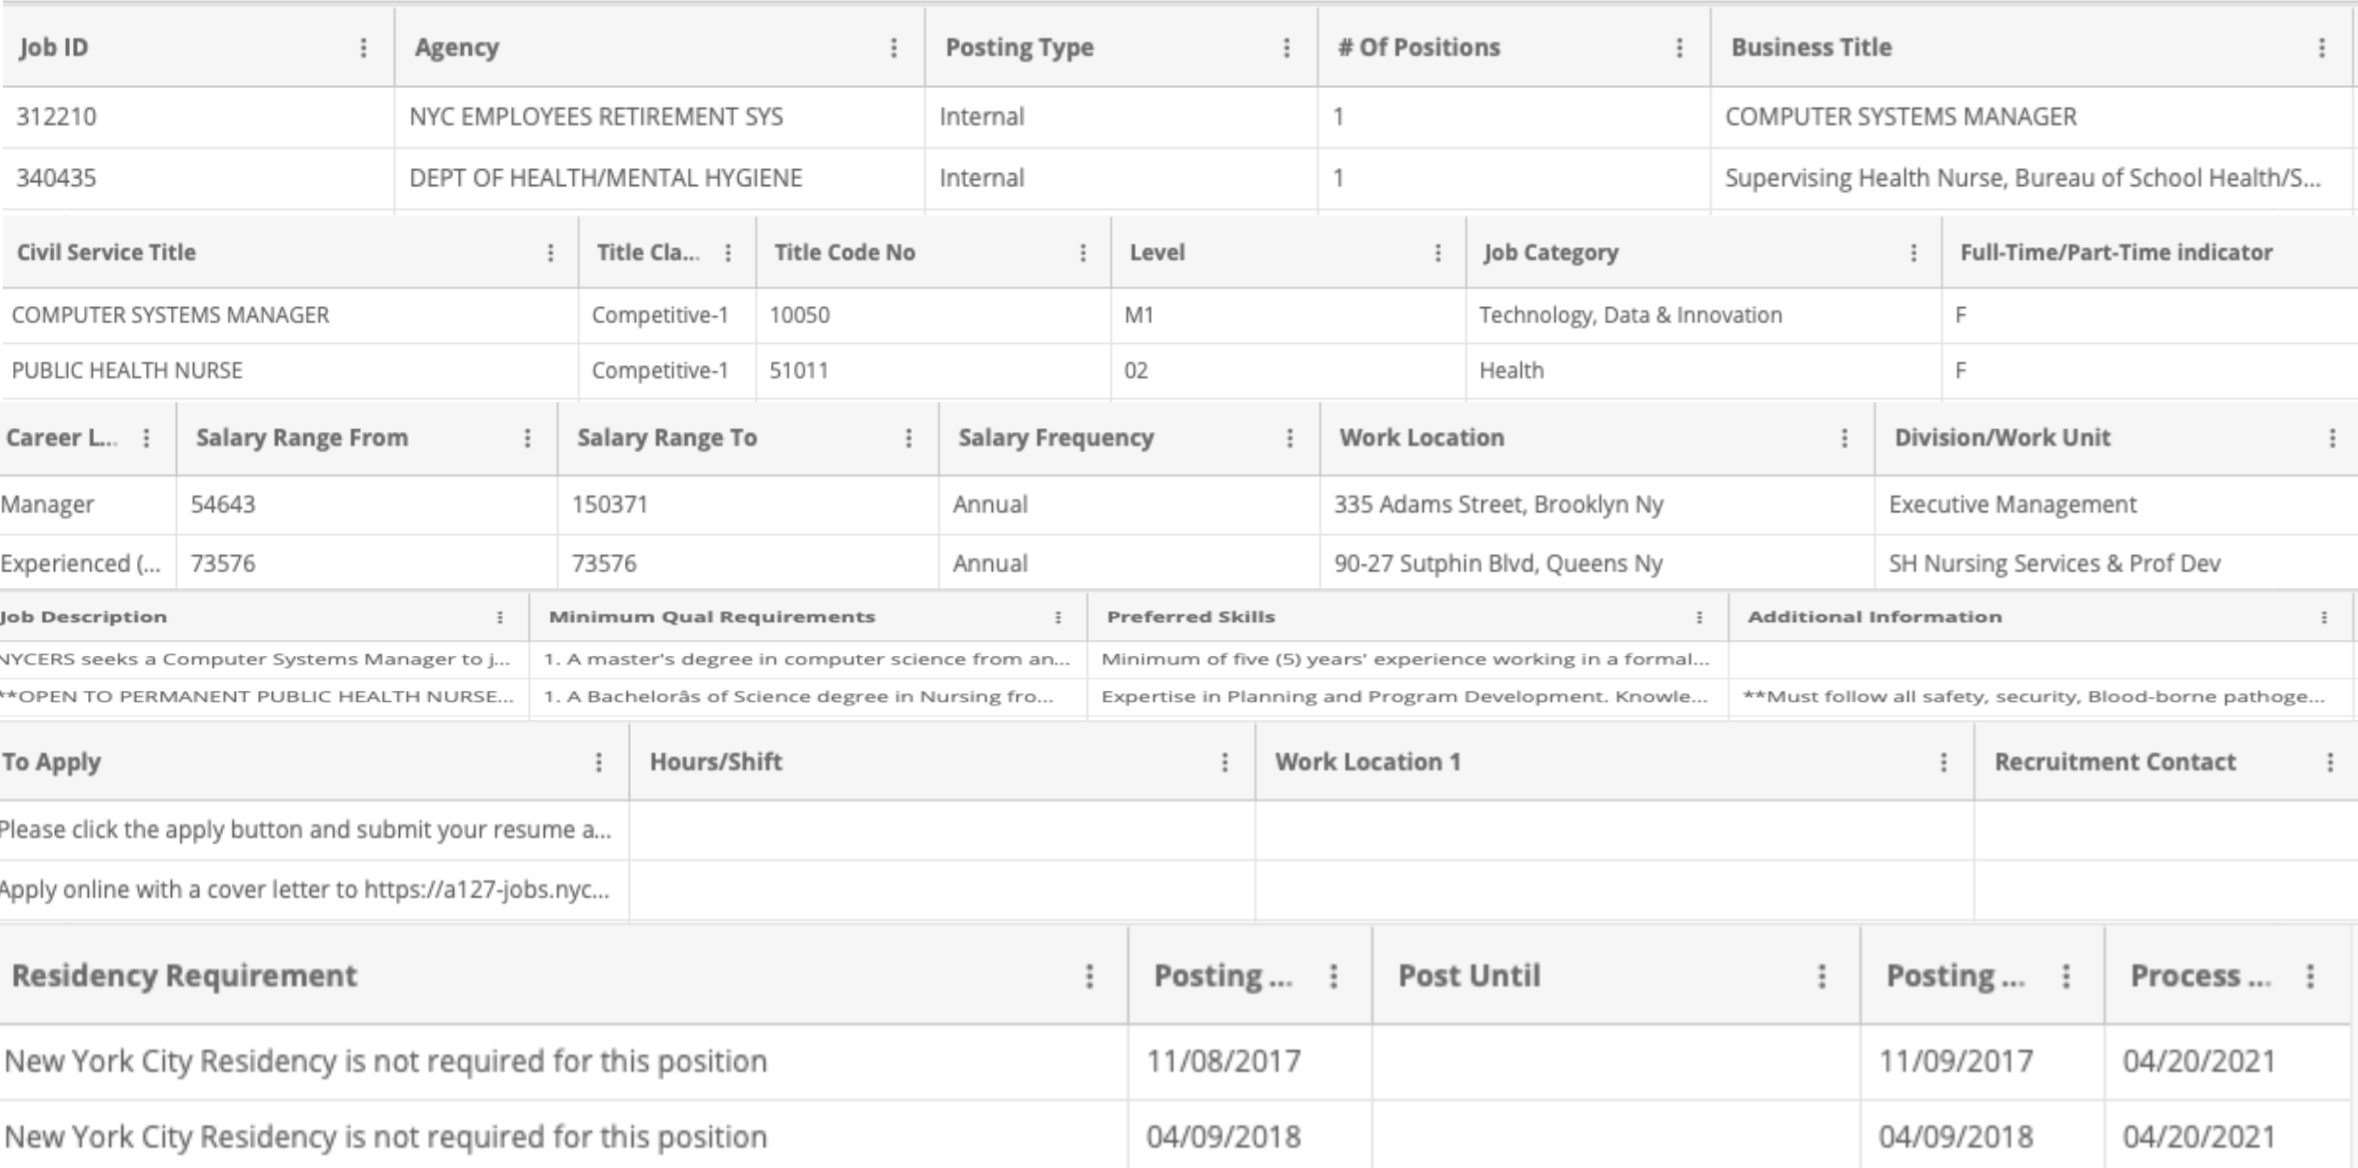 Job ID Agency Posting Type # Of Positions Business Title
312210 NYC EMPLOYEES RETIREMENT SYS Internal 1 COMPUTER SYSTEMS MANAGER
340435 DEPT OF HEALTH/MENTAL HYGIENE Internal 1 Supervising Health Nurse, Bureau of School Health/S...
Civil Service Title Title Cla... Title Code No Level Job Category Full-Time/Part-Time indicator
COMPUTER SYSTEMS MANAGER Competitive-1 10050 M1 Technology, Data & Innovation F
PUBLIC HEALTH NURSE Competitive-1 51011 02 Health F
Career L... Salary Range From Salary Range To Salary Frequency Work Location Division/Work Unit
Manager 54643 150371 Annual 335 Adams Street, Brooklyn Ny Executive Management
Experienced (... 73576 73576 Annual 90-27 Sutphin Blvd, Queens Ny SH Nursing Services & Prof Dev
Job Description Minimum Qual Requirements Preferred Skills Additional Information
NYCERS seeks a Computer Systems Manager to j... 1. A master's degree in computer science from an... Minimum of five (5) years' experience working in a formal...
**OPEN TO PERMANENT PUBLIC HEALTH NURSE... 1. A Bachelorâs of Science degree in Nursing fro... Expertise in Planning and Program Development. Knowle... **Must follow all safety, security, Blood-borne pathoge...
To Apply Hours/Shift Work Location 1 Recruitment Contact
Please click the apply button and submit your resume a...
Apply online with a cover letter to https://a127-jobs.nyc...
Residency Requirement Posting ... Post Until Posting ... Process ...
New York City Residency is not required for this position 11/08/2017 11/09/2017 04/20/2021
New York City Residency is not required for this position 04/09/2018 04/09/2018 04/20/2021